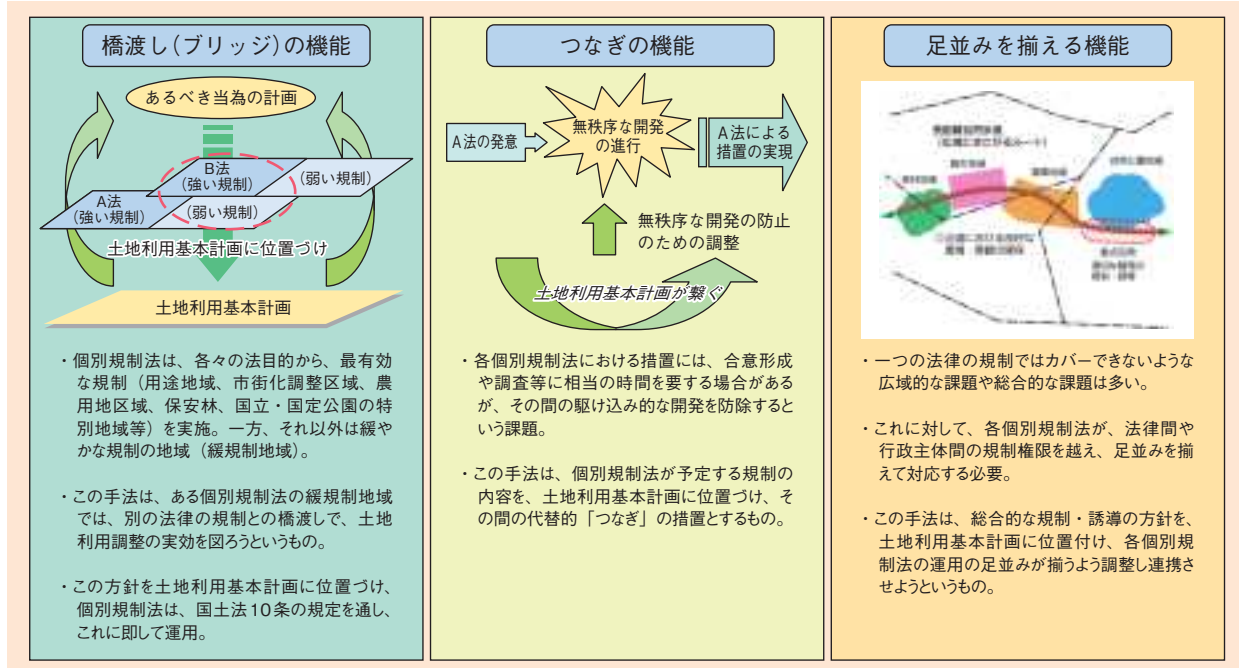 橋渡し(ブリッジ)の機能
あるべき当為の計画
B法
(強い規制)
(弱い規制)
A法
(強い規制)
(弱い規制)
土地利用基本計画に位置づけ
土地利用基本計画
・個別規制法は、各々の法目的から、最有効
な規制（用途地域、市街化調整区域、農
用地区域、保安林、国立・国定公園の特
別地域等）を実施。一方、それ以外は緩や
かな規制の地域（緩規制地域）。
・この手法は、ある個別規制法の緩規制地域
では、別の法律の規制との橋渡しで、土地
利用調整の実効を図ろうというもの。
・この方針を土地利用基本計画に位置づけ、
個別規制法は、国土法10条の規定を通し、
これに即して運用。
つなぎの機能
A法の発意
無秩序な開発
の進行
A法による
措置の実現
無秩序な開発の防止
のための調整
土地利用基本計画が繋ぐ
・各個別規制法における措置には、合意形成
や調査等に相当の時間を要する場合がある
が、その間の駆け込み的な開発を防除すると
いう課題。
・この手法は、個別規制法が予定する規制の
内容を、土地利用基本計画に位置づけ、そ
の間の代替的「つなぎ」の措置とするもの。
足並みを揃える機能
・一つの法律の規制ではカバーできないような
広域的な課題や総合的な課題は多い。
・これに対して、各個別規制法が、法律間や
行政主体間の規制権限を越え、足並みを揃
えて対応する必要。
・この手法は、総合的な規制・誘導の方針を、
土地利用基本計画に位置付け、各個別規
制法の運用の足並みが揃うよう調整し連携さ
せようというもの。